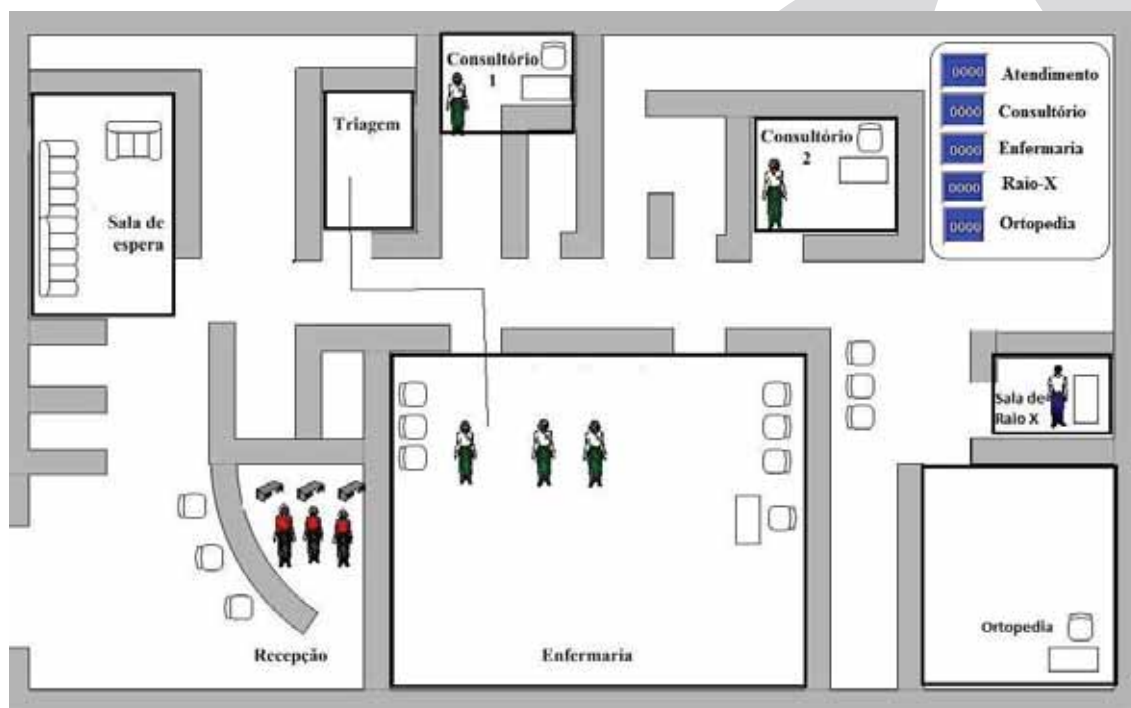 Consultório
1
Triagem
Sala de
espera
Consultório
2
0000 Atendimento
0000 Consultório
0000 Enfermaria
0000 Raio-X
0000 Ortopedia
Sala de
Raio X
Recepção
Enfermaria
Ortopedia